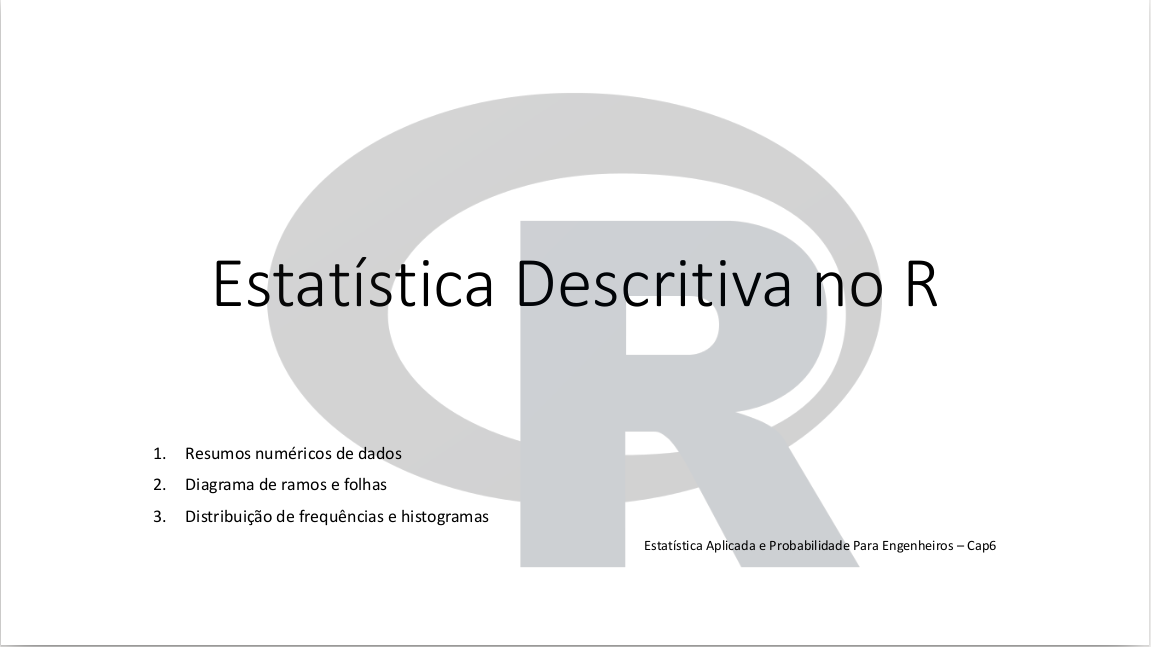 Estatística Descritiva no R
1. Resumos numéricos de dados
2. Diagrama de ramos e folhas
3. Distribuição de frequências e histogramas
Estatística Aplicada e Probabilidade Para Engenheiros – Cap6
R